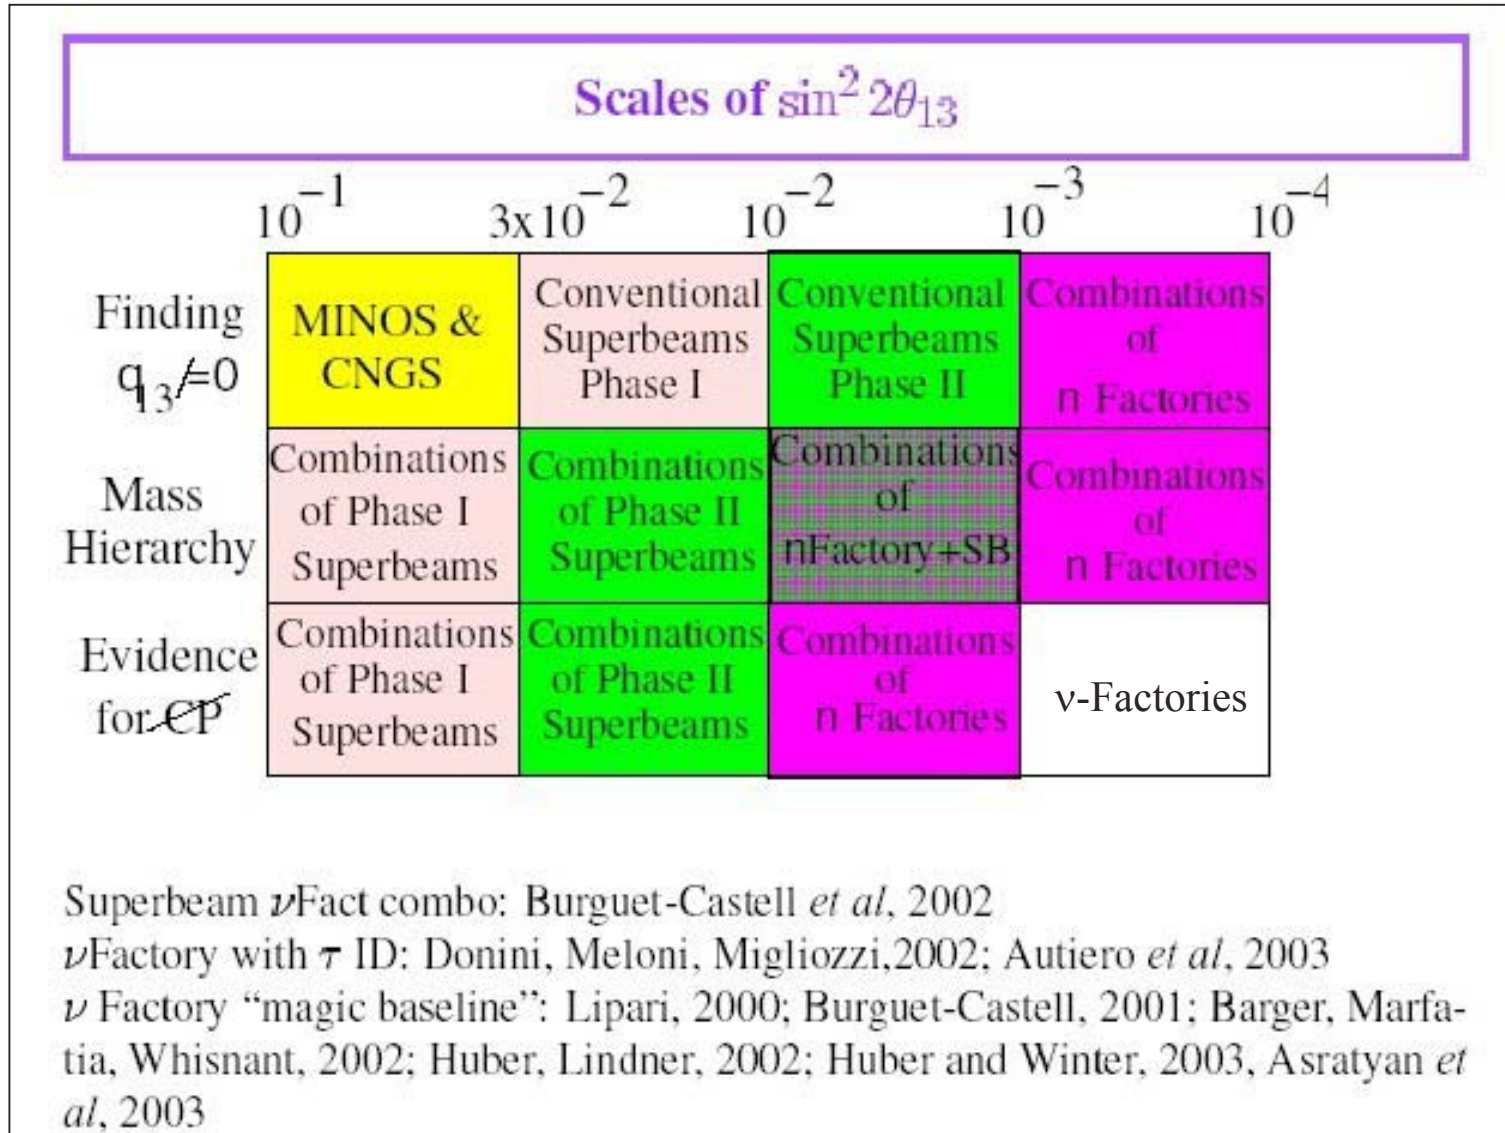 Scales of sin² 2θ₁₃
10⁻¹ 3x10⁻² 10⁻² 10⁻³ 10⁻⁴
Finding
q₁₃/=0
MINOS &
CNGS
Conventional
Superbeams
Phase I
Conventional
Superbeams
Phase II
Combinations
of
n Factories
Mass
Hierarchy
Combinations
of Phase I
Superbeams
Combinations
of Phase II
Superbeams
Combinations
of
nFactory+SB
Combinations
of
n Factories
Evidence
for CP
Combinations
of Phase I
Superbeams
Combinations
of Phase II
Superbeams
Combinations
of
n Factories
ν-Factories
Superbeam νFact combo: Burguet-Castell et al, 2002
νFactory with τ ID: Donini, Meloni, Migliozzi,2002; Autiero et al, 2003
ν Factory “magic baseline”: Lipari, 2000; Burguet-Castell, 2001; Barger, Marfa-
tia, Whisnant, 2002; Huber, Lindner, 2002; Huber and Winter, 2003, Asratyan et
al, 2003